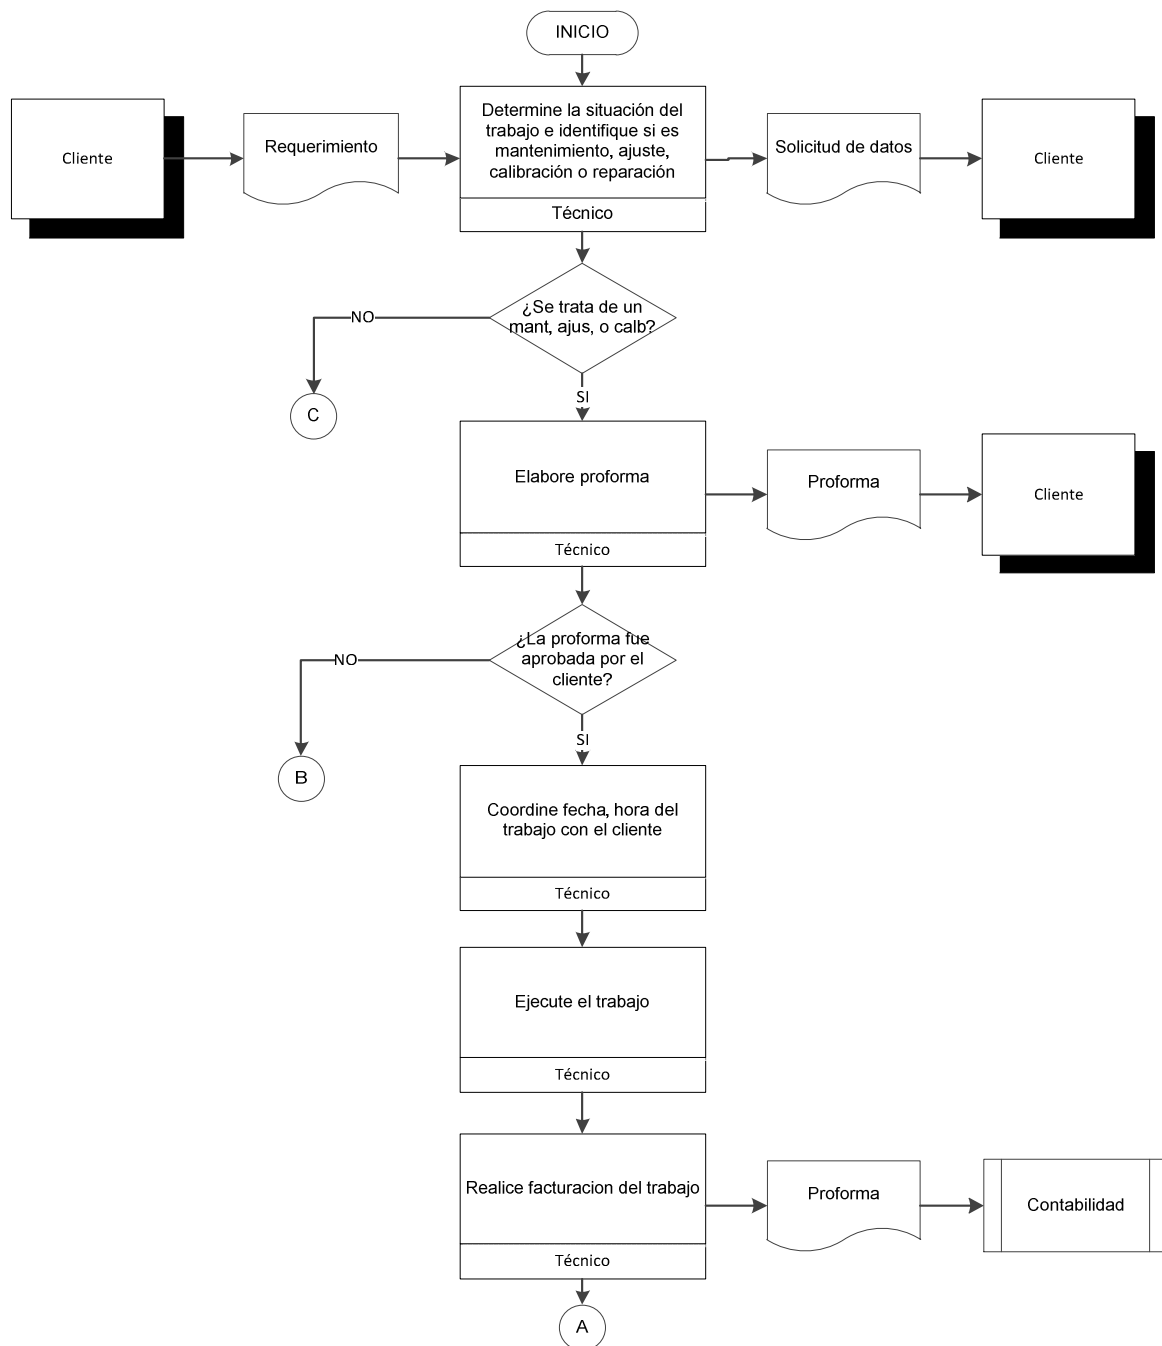 INICIO
Cliente
Requerimiento
Determine la situación del
trabajo e identifique si es
mantenimiento, ajuste,
calibración o reparación
Técnico
Solicitud de datos
Cliente
¿Se trata de un
mant, ajus, o calb?
NO
C
SI
Elabore proforma
Técnico
Proforma
Cliente
¿La proforma fue
aprobada por el
cliente?
NO
B
SI
Coordine fecha, hora del
trabajo con el cliente
Técnico
Ejecute el trabajo
Técnico
Realice facturacion del trabajo
Técnico
Proforma
Contabilidad
A